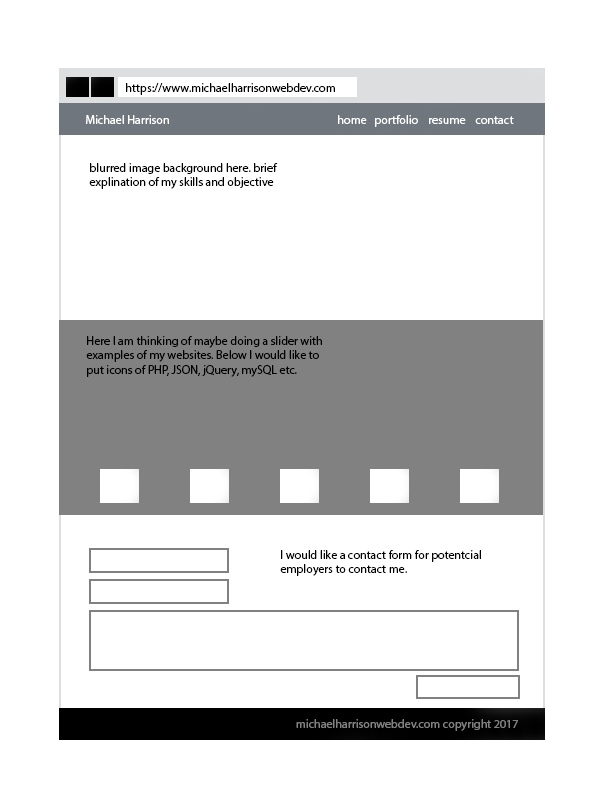 https://www.michaelharrisonwebdev.com
Michael Harrison home portfolio resume contact
blurred image background here. brief
explination of my skills and objective
Here I am thinking of maybe doing a slider with
examples of my websites. Below I would like to
put icons of PHP, JSON, jQuery, mySQL etc.
I would like a contact form for potentcial
employers to contact me.
michaelharrisonwebdev.com copyright 2017